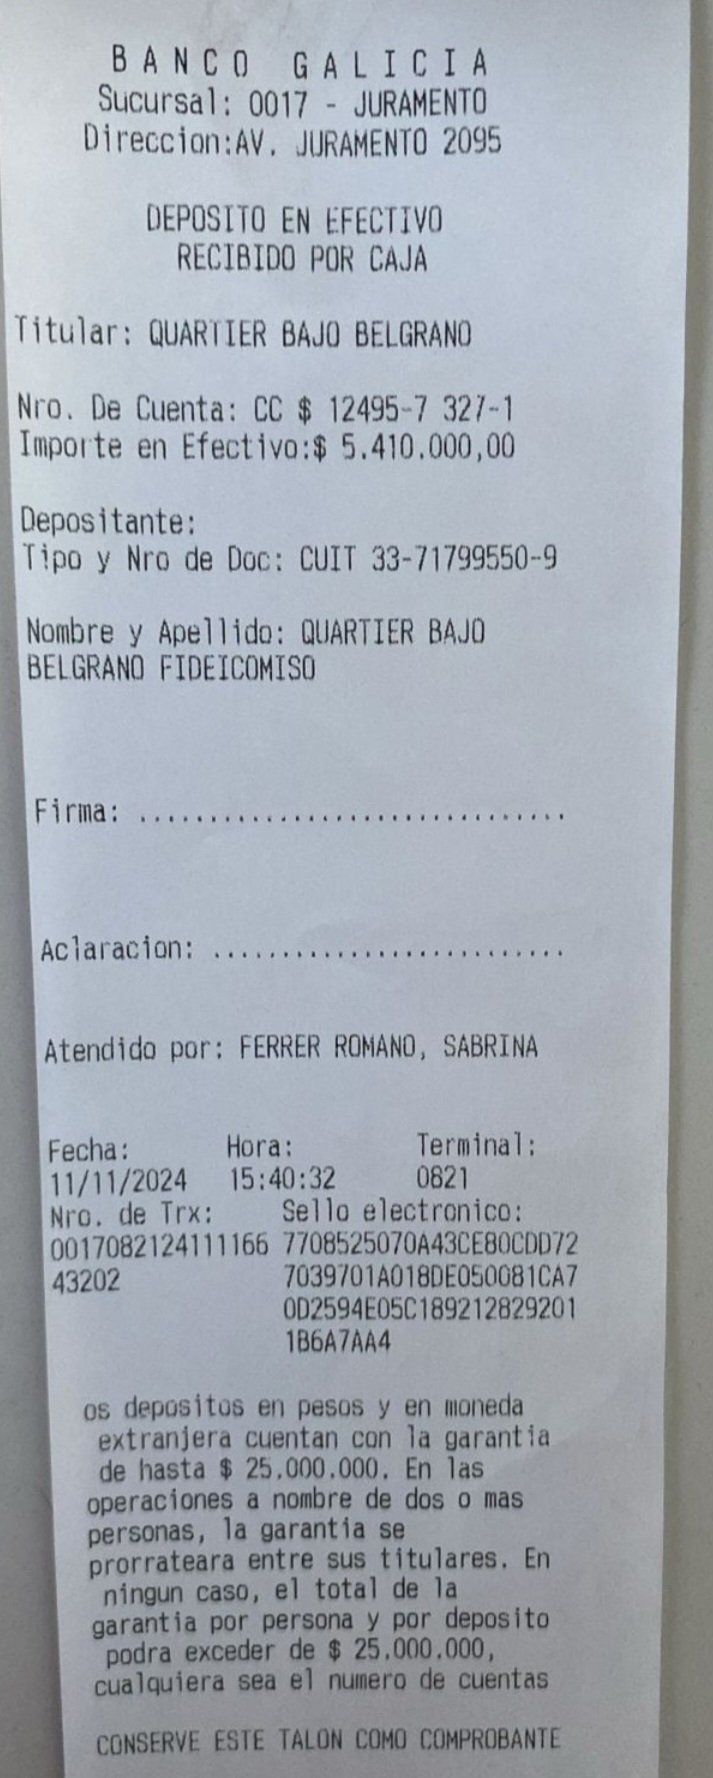 BANCO GALICIA
Sucursal: 0017 - JURAMENTO
Direccion:AV. JURAMENTO 2095
DEPOSITO EN EFECTIVO
RECIBIDO POR CAJA
Titular: QUARTIER BAJO BELGRANO
Nro. De Cuenta: CC $ 12495-7 327-1
Importe en Efectivo:$ 5.410.000,00
Depositante:
Tipo y Nro de Doc: CUIT 33-71799550-9
Nombre y Apellido: QUARTIER BAJO
BELGRANO FIDEICOMISO
Firma: ................................
Aclaracion: ..........................
Atendido por: FERRER ROMANO, SABRINA
Fecha: Hora: Terminal:
11/11/2024 15:40:32 0821
Nro. de Trx: Sello electronico:
0017082124111166 7708525070A43CE80CDD72
43202 7039701A018DE050081CA7
0D2594E05C189212829201
1B6A7AA4
os depositos en pesos y en moneda
extranjera cuentan con la garantia
de hasta $ 25.000.000. En las
operaciones a nombre de dos o mas
personas, la garantia se
prorrateara entre sus titulares. En
ningun caso, el total de la
garantia por persona y por deposito
podra exceder de $ 25.000.000,
cualquiera sea el numero de cuentas
CONSERVE ESTE TALON COMO COMPROBANTE